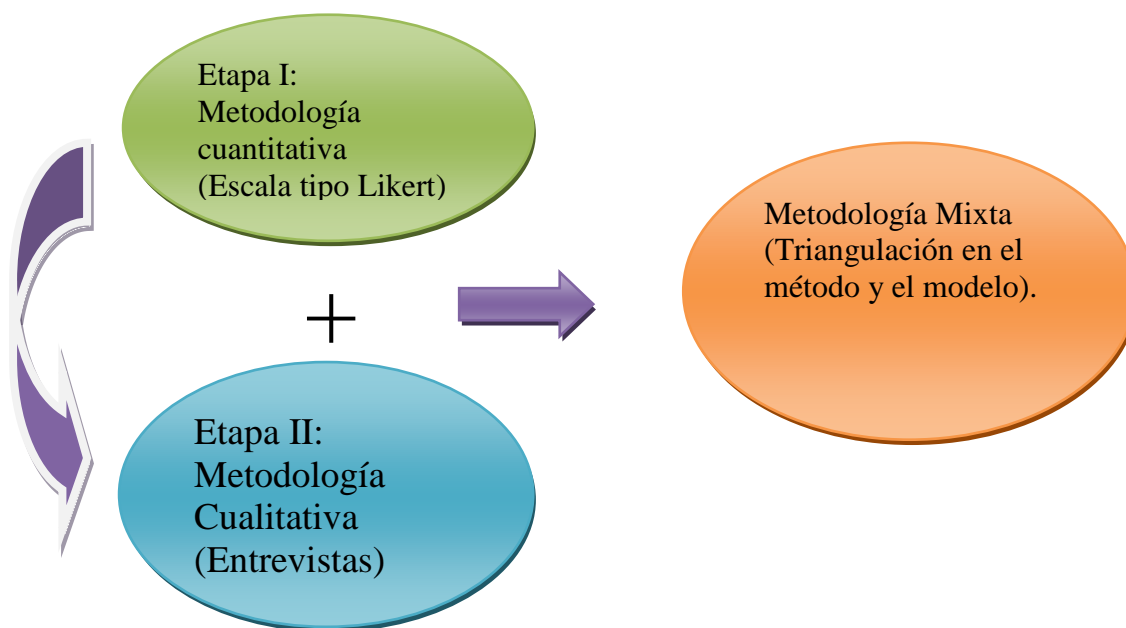 Etapa I:
Metodología
cuantitativa
(Escala tipo Likert)
+
Etapa II:
Metodología
Cualitativa
(Entrevistas)
Metodología Mixta
(Triangulación en el
método y el modelo).